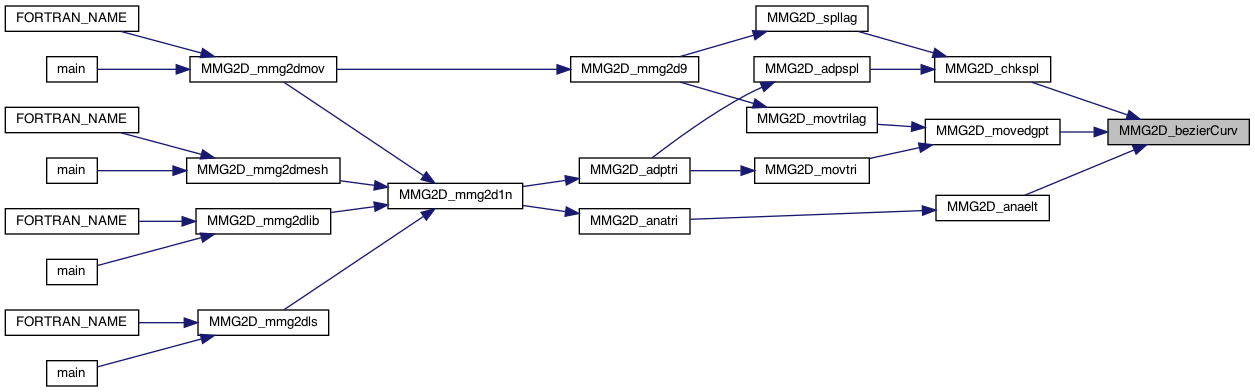 FORTRAN_NAME
MMG2D_spllag
main
MMG2D_mmg2dmov
MMG2D_mmg2d9
MMG2D_adpspl
MMG2D_chkspl
FORTRAN_NAME
MMG2D_movtrilag
MMG2D_movedgpt
MMG2D_bezierCurv
main
MMG2D_mmg2dmesh
MMG2D_adptri
MMG2D_movtri
MMG2D_mmg2d1n
FORTRAN_NAME
MMG2D_mmg2dlib
MMG2D_anatri
MMG2D_anaelt
main
FORTRAN_NAME
MMG2D_mmg2dls
main